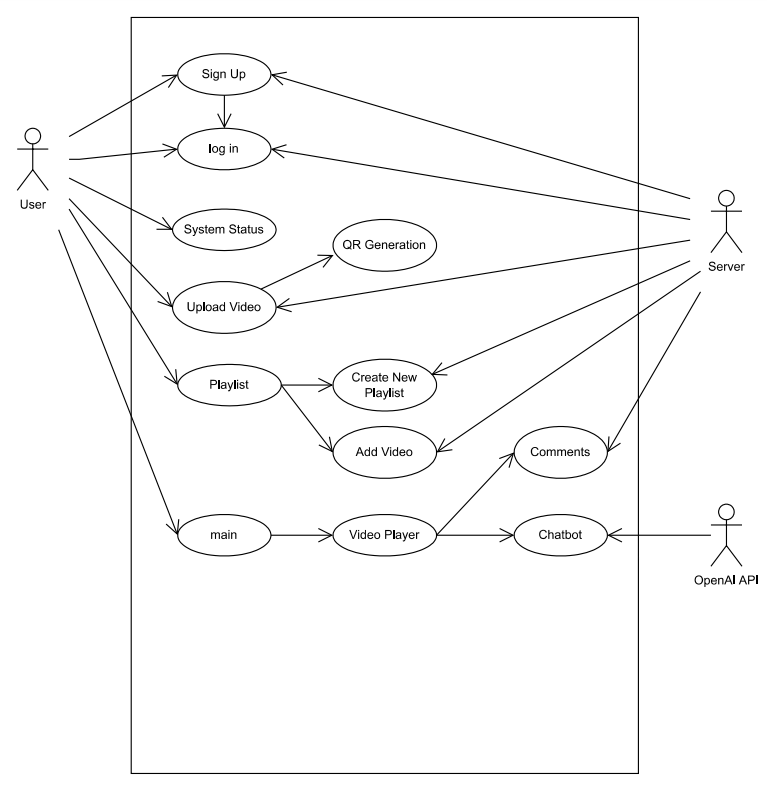 Sign Up
log in
User
System Status
QR Generation
Server
Upload Video
Playlist
Create New
Playlist
Add Video
Comments
main
Video Player
Chatbot
OpenAI API